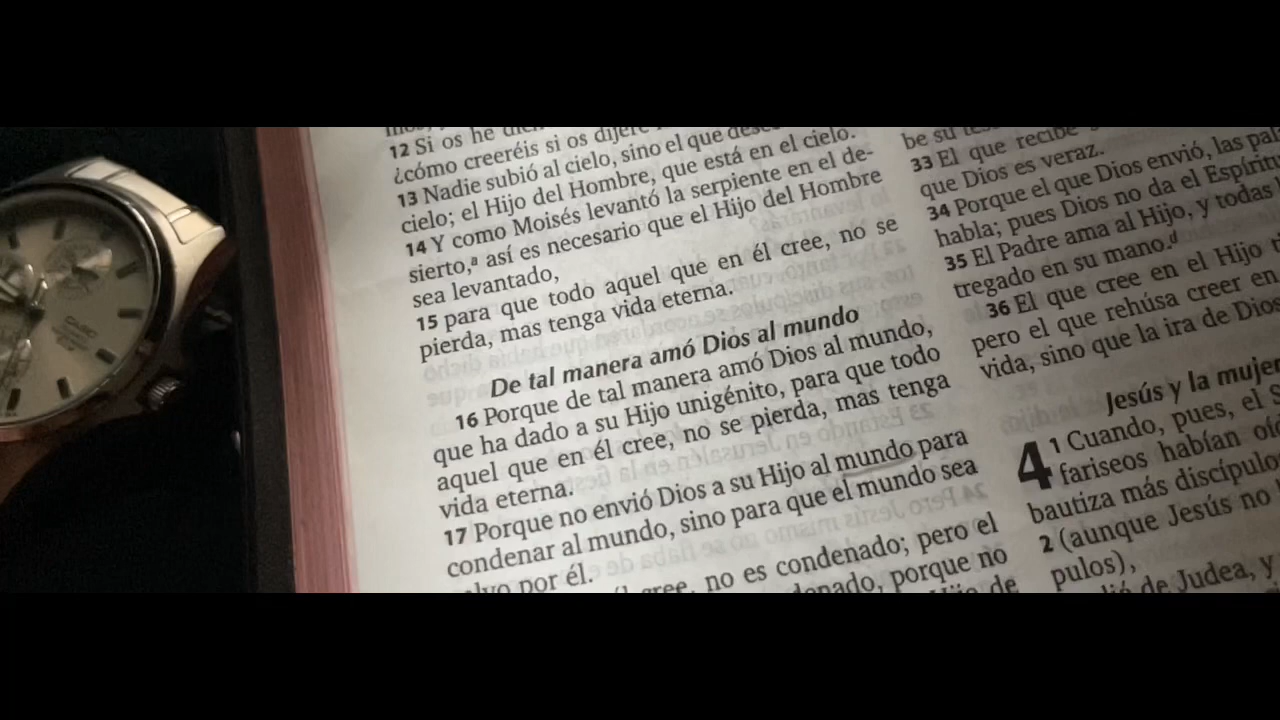 CASIO
12 Si os he
¿cómo creeréis si os dijere
13 Nadie subió al cielo, sino el que
cielo; el Hijo del Hombre, que está en el cielo.
14 Y como Moisés levantó la serpiente en el de-
sierto,ª así es necesario que el Hijo del Hombre
sea levantado,
15 para que todo aquel que en él cree, no se
pierda, mas tenga vida eterna.
De tal manera amó Dios al mundo
16 Porque de tal manera amó Dios al mundo,
que ha dado a su Hijo unigénito, para que todo
aquel que en él cree, no se pierda, mas tenga
vida eterna.
17 Porque no envió Dios a su Hijo al mundo para
condenar al mundo, sino para que el mundo sea
por él.
cree, no es condenado; pero el
porque no
de
be su
33 El que recibe
que Dios es veraz.
34 Porque el que Dios envió, las pal
habla; pues Dios no da el Espíritu
35 El Padre ama al Hijo, y todas
tregado en su mano.ᵈ
36 El que cree en el Hijo
pero el que rehúsa creer en
vida, sino que la ira de Dios
Jesús y la mujer
4 1 Cuando, pues, el S
fariseos habían oíd
bautiza más discípulo
2 (aunque Jesús no
pulos),
de Judea, y